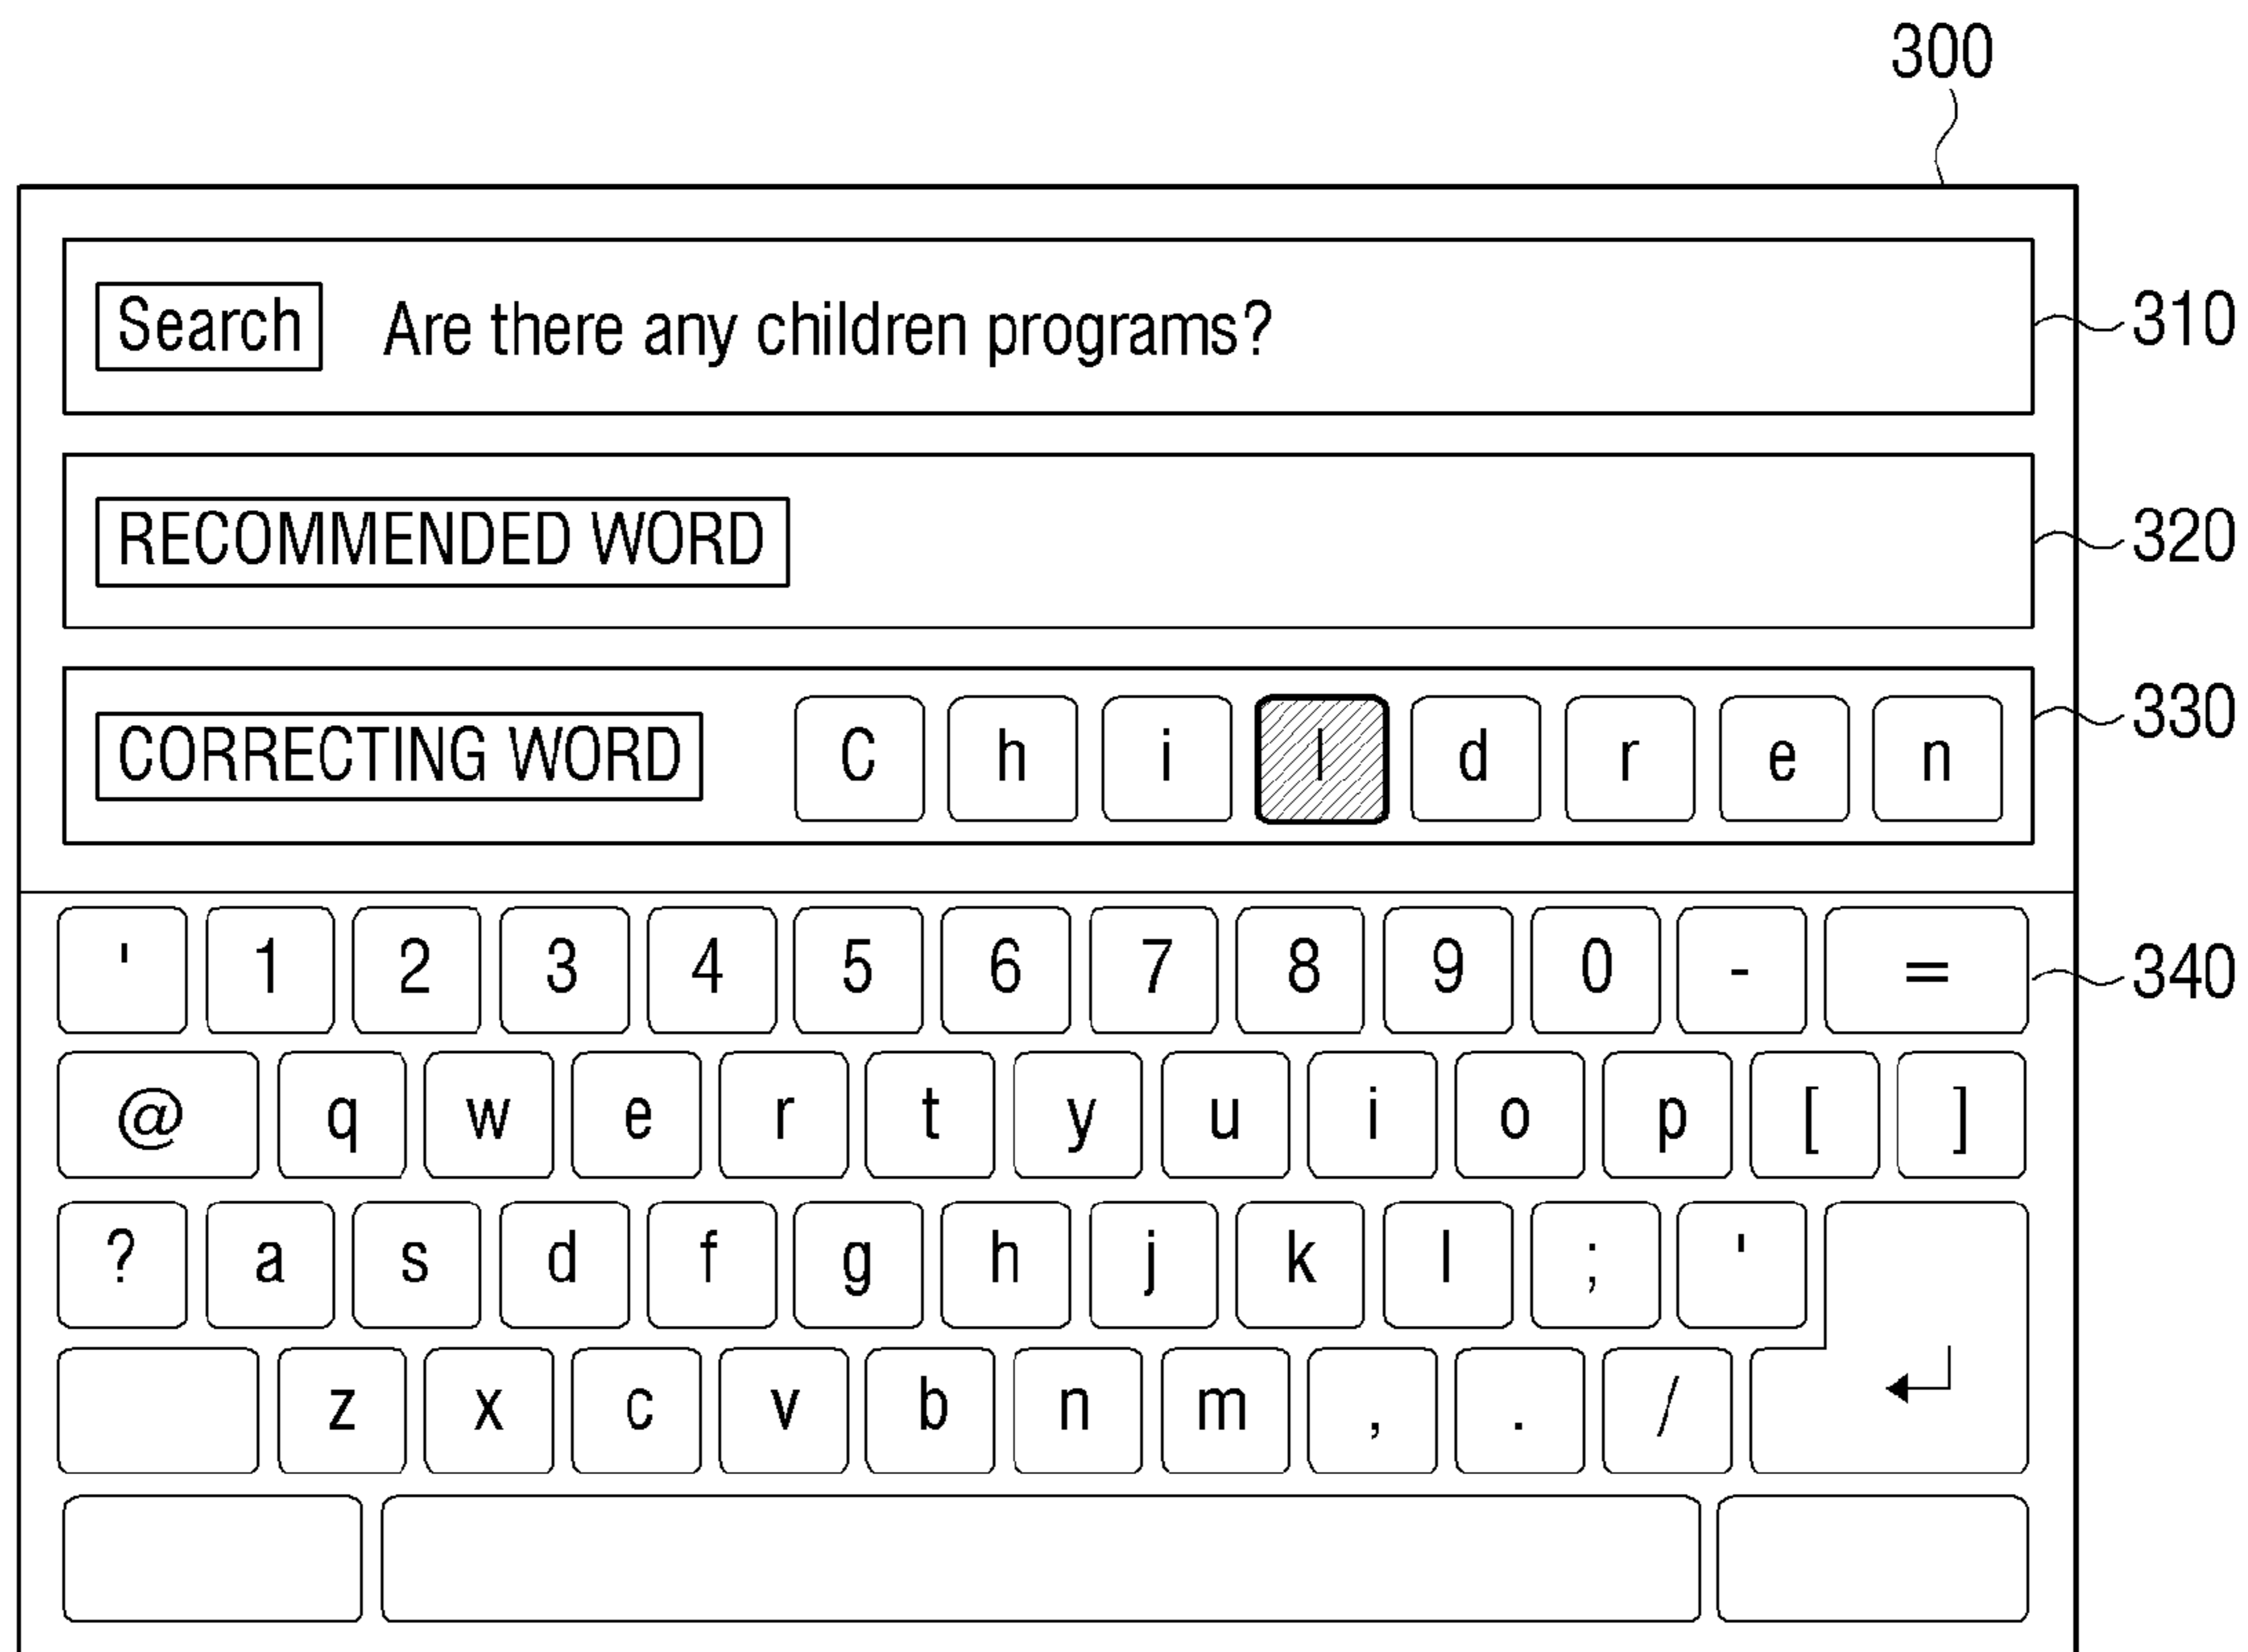 300
Search Are there any children programs? 310
RECOMMENDED WORD 320
CORRECTING WORD C h i l d r e n 330
' 1 2 3 4 5 6 7 8 9 0 - = 340
@ q w e r t y u i o p [ ]
? a s d f g h j k l ; '
z x c v b n m , . /